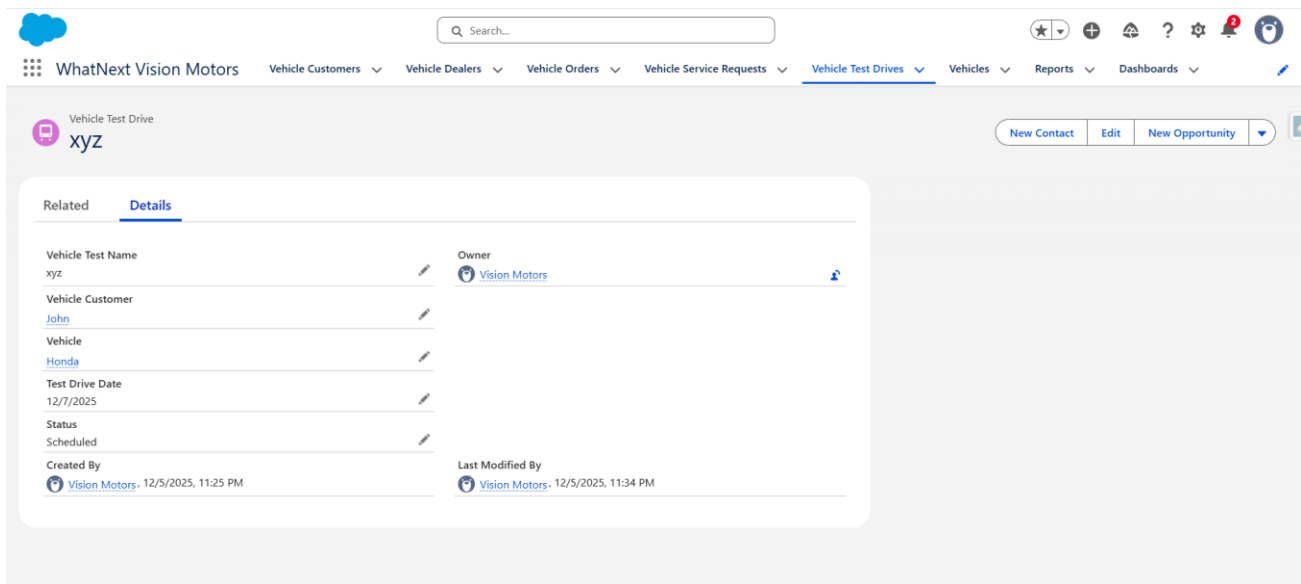 Search...
2
WhatNext Vision Motors Vehicle Customers Vehicle Dealers Vehicle Orders Vehicle Service Requests Vehicle Test Drives Vehicles Reports Dashboards
Vehicle Test Drive
xyz
New Contact Edit New Opportunity
Related Details
Vehicle Test Name
xyz
Owner
Vision Motors
Vehicle Customer
John
Vehicle
Honda
Test Drive Date
12/7/2025
Status
Scheduled
Created By
Vision Motors, 12/5/2025, 11:25 PM
Last Modified By
Vision Motors, 12/5/2025, 11:34 PM